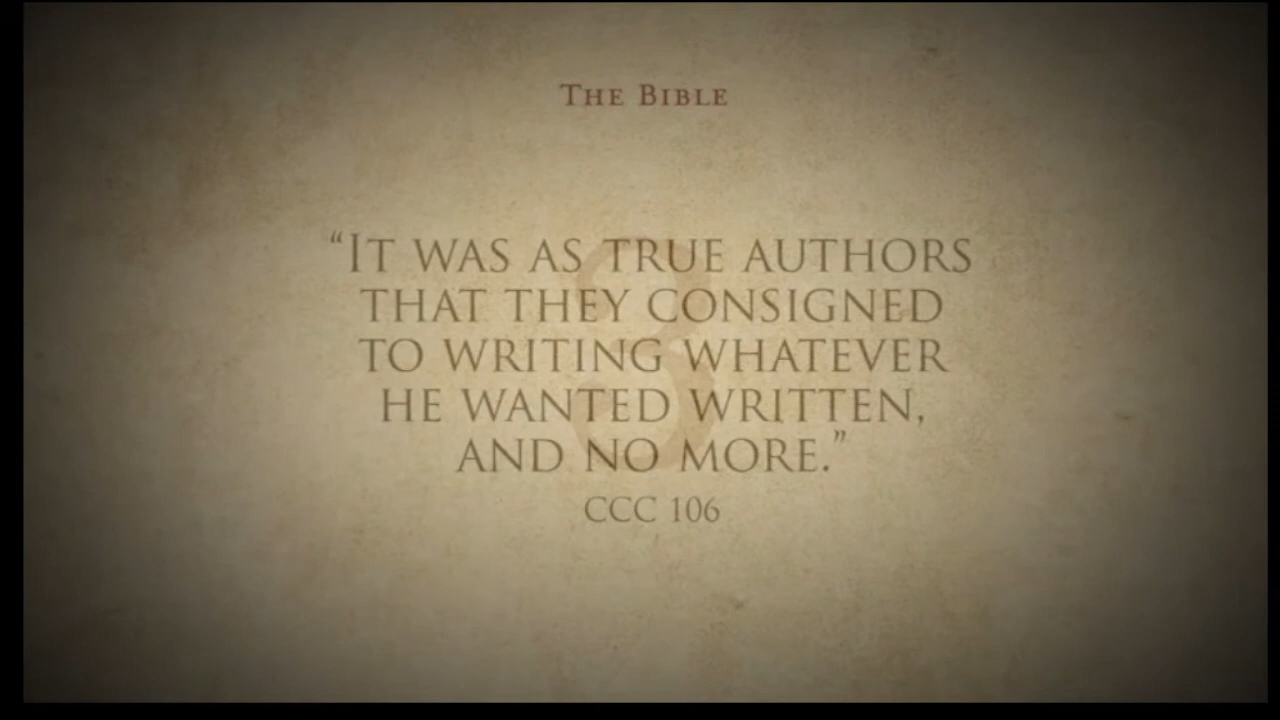 THE BIBLE
“IT WAS AS TRUE AUTHORS
THAT THEY CONSIGNED
TO WRITING WHATEVER
HE WANTED WRITTEN,
AND NO MORE.”
CCC 106